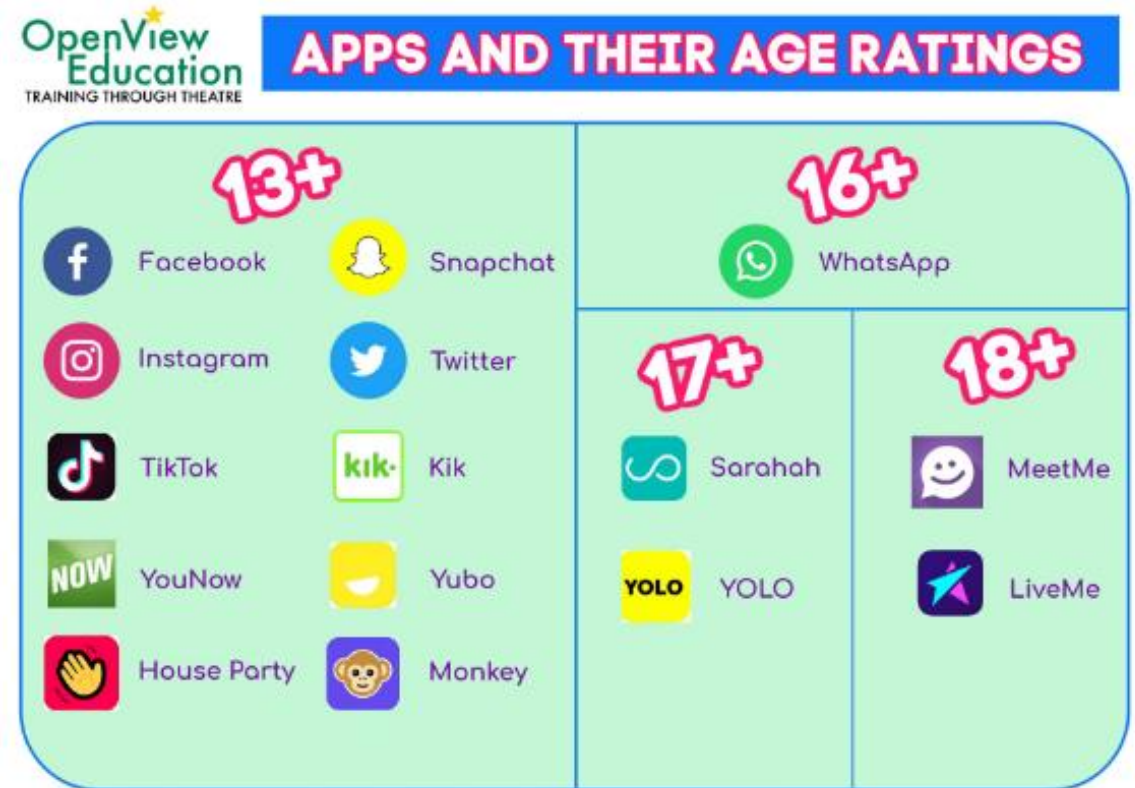 OpenView
Education
TRAINING THROUGH THEATRE
APPS AND THEIR AGE RATINGS
13+
f Facebook
Snapchat
Instagram
Twitter
TikTok
kik. Kik
NOW YouNow
Yubo
House Party
Monkey
16+
WhatsApp
17+
Sarahah
YOLO YOLO
18+
MeetMe
LiveMe